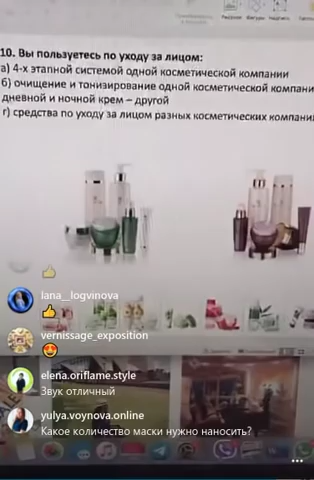 10. Вы пользуетесь по уходу за лицом:
а) 4-х этапной системой одной косметической компании
б) очищение и тонизирование одной косметической компани
дневной и ночной крем – другой
г) средства по уходу за лицом разных косметических компани
lana__logvinova
vernissage_exposition
elena.oriflame.style
Звук отличный
yulya.voynova.online
Какое количество маски нужно наносить?